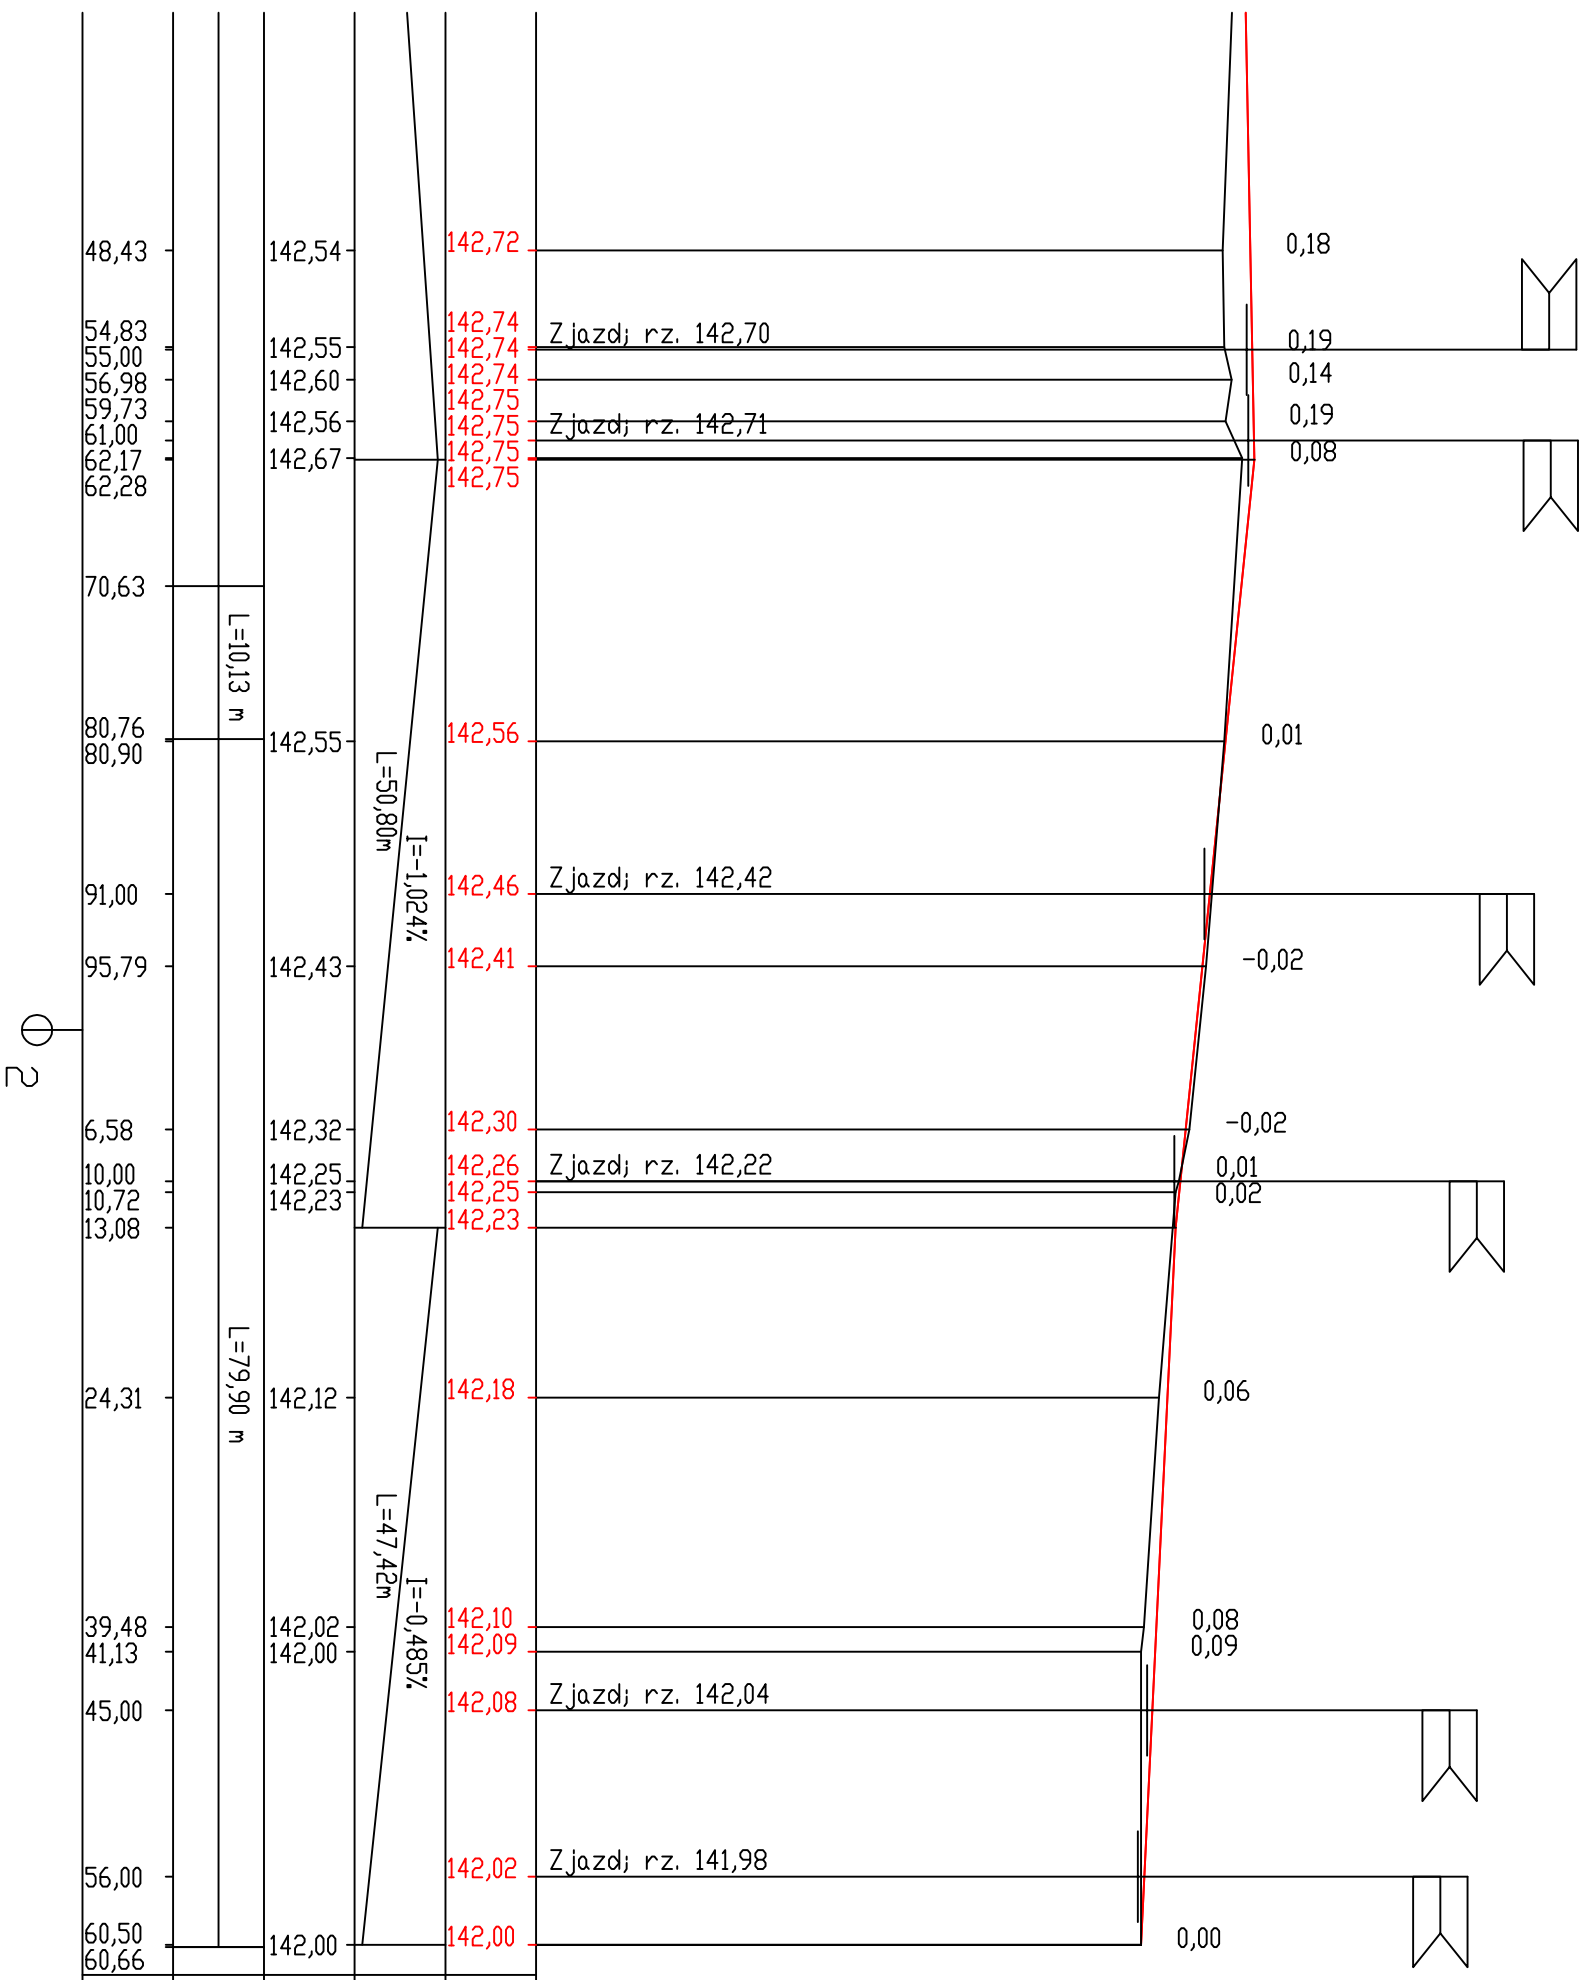 48,43 142,54 142,72 0,18
54,83 142,55 142,74 Zjazd; rz. 142,70 0,19
55,00 142,74
56,98 142,60 142,74 0,14
59,73 142,56 142,75 0,19
61,00 142,75 Zjazd; rz. 142,71
62,17 142,67 142,75 0,08
62,28 142,75
70,63
L=10,13 m
80,76
80,90 142,55 142,56 0,01
L=50,80m
I=-1,024%
91,00 142,46 Zjazd; rz. 142,42
95,79 142,43 142,41 -0,02
2
6,58 142,32 142,30 -0,02
10,00 142,25 142,26 Zjazd; rz. 142,22 0,01
10,72 142,23 142,25 0,02
13,08 142,23
L=79,90 m
24,31 142,12 142,18 0,06
L=47,42m
I=-0,485%
39,48 142,02 142,10 0,08
41,13 142,00 142,09 0,09
45,00 142,08 Zjazd; rz. 142,04
56,00 142,02 Zjazd; rz. 141,98
60,50 142,00 142,00 0,00
60,66